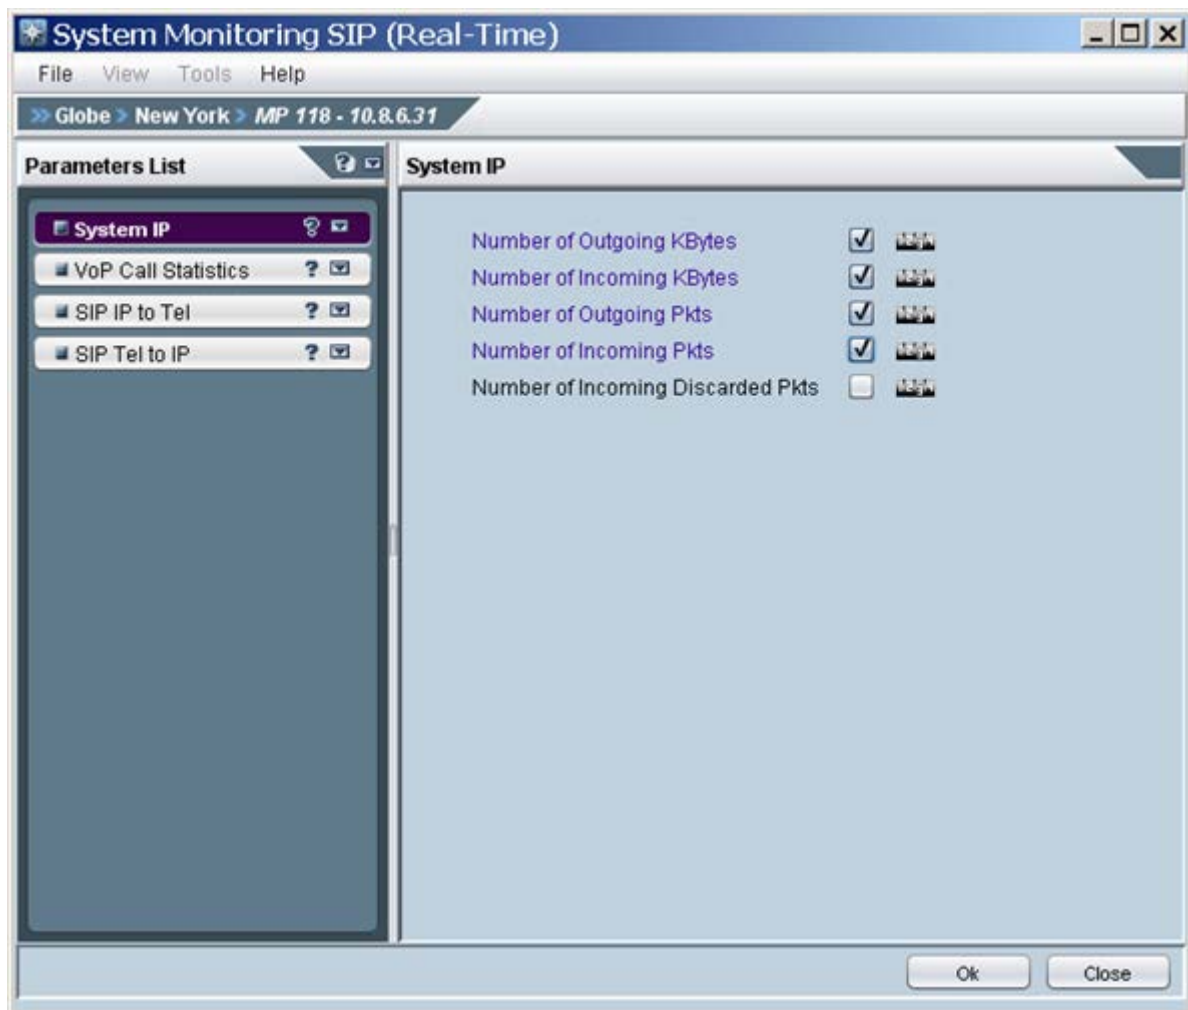 System Monitoring SIP (Real-Time)
File View Tools Help
>> Globe > New York > MP 118 - 10.8.6.31
Parameters List ?
System IP
System IP ?
VoP Call Statistics ?
SIP IP to Tel ?
SIP Tel to IP ?
Number of Outgoing KBytes
Number of Incoming KBytes
Number of Outgoing Pkts
Number of Incoming Pkts
Number of Incoming Discarded Pkts
Ok
Close